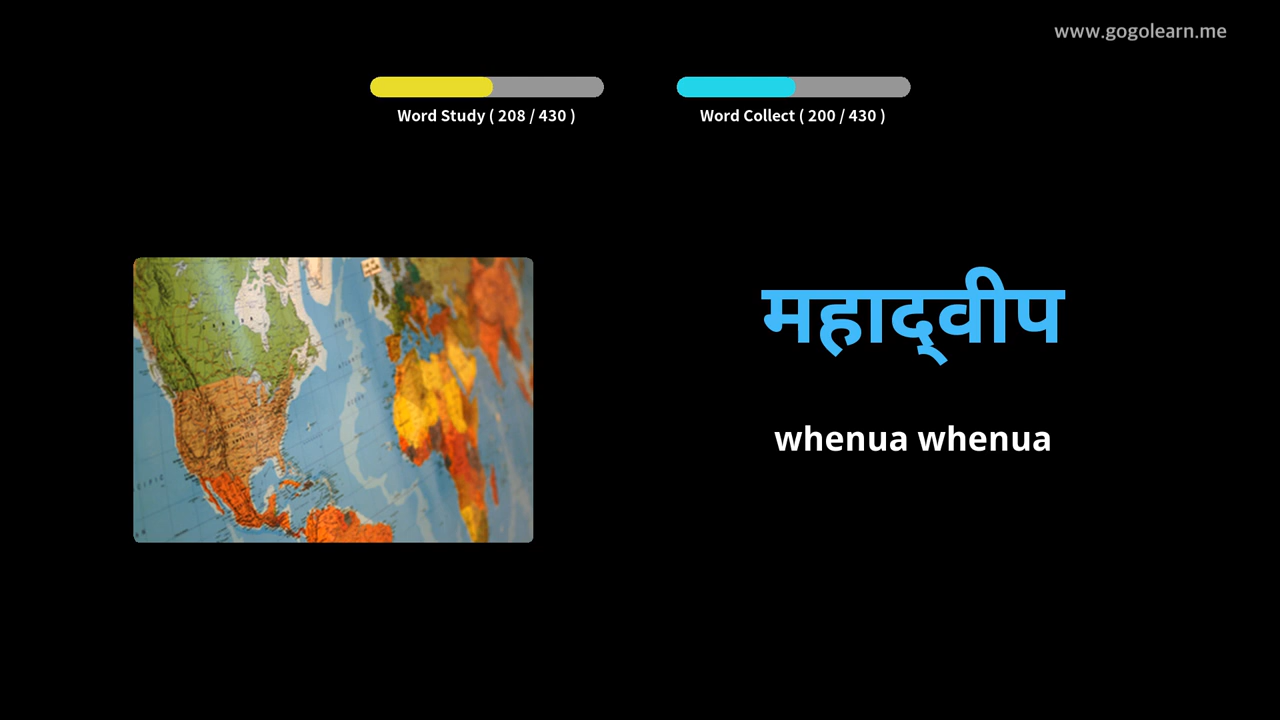 www.gogolearn.me
Word Study ( 208 / 430 )
Word Collect ( 200 / 430 )
महाद्‌वीप
whenua whenua